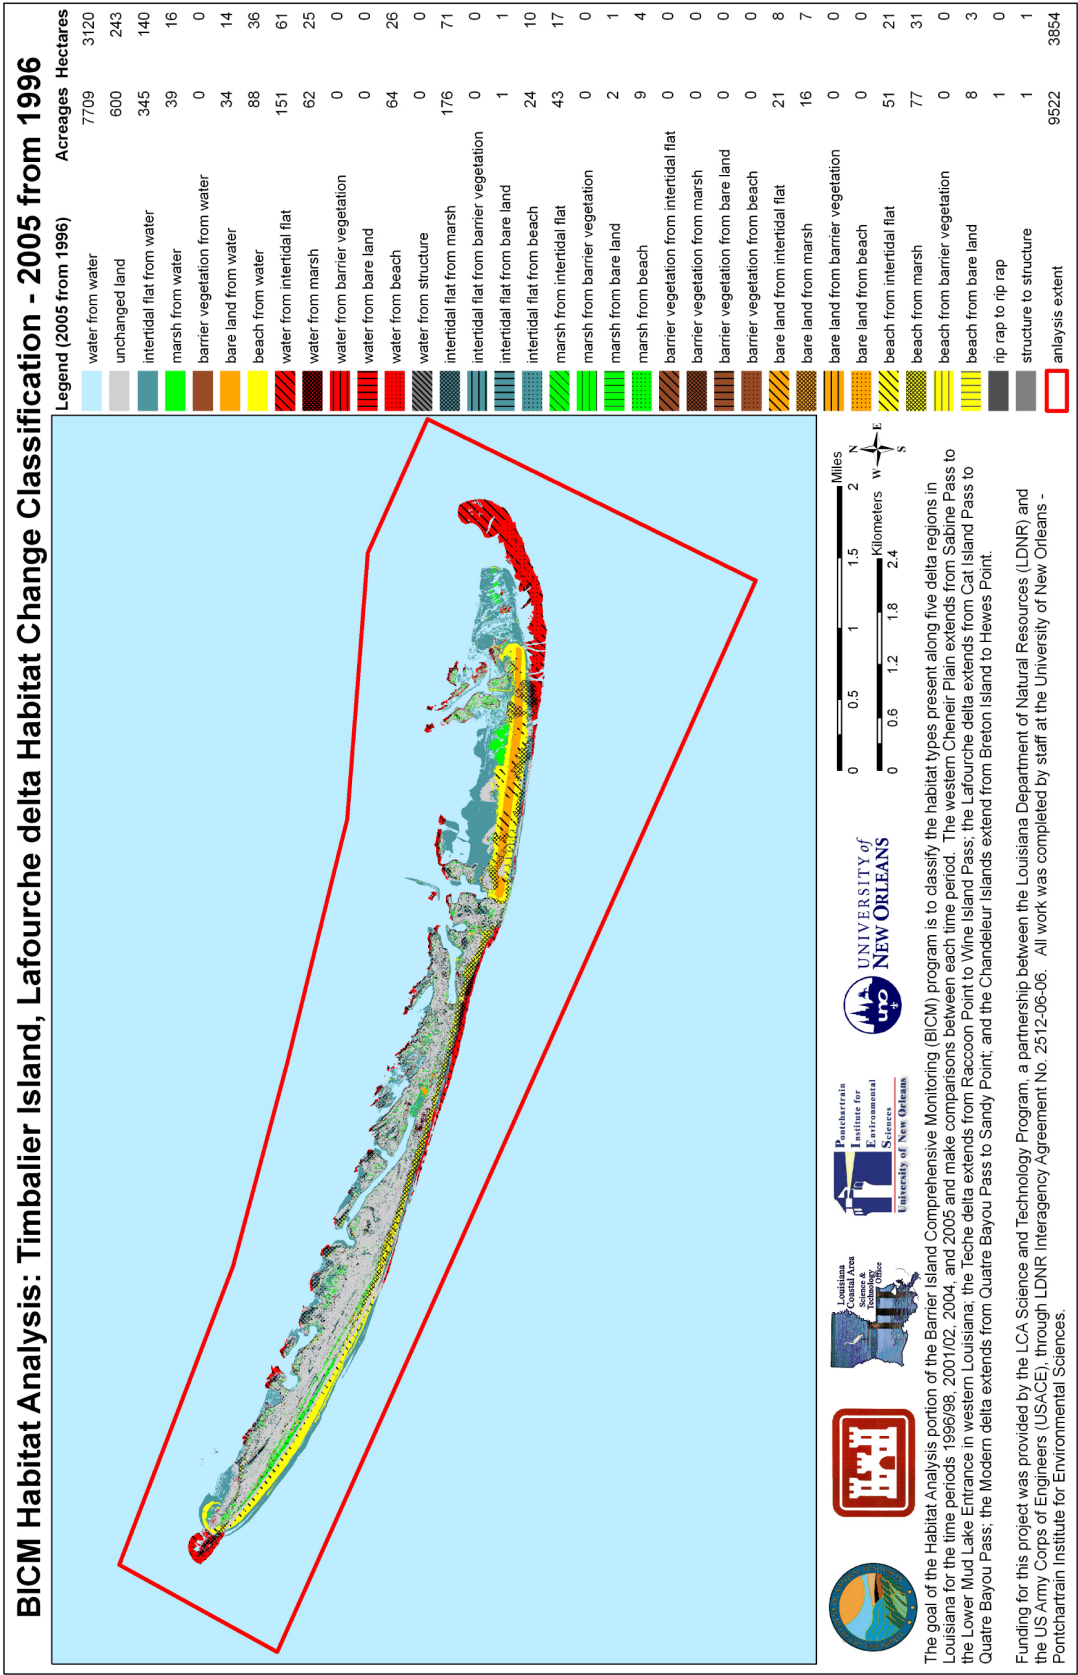 BICM Habitat Analysis: Timbalier Island, Lafourche delta Habitat Change Classification - 2005 from 1996
Legend (2005 from 1996) Acreages Hectares
water from water 7709 3120
unchanged land 600 243
intertidal flat from water 345 140
marsh from water 39 16
barrier vegetation from water 0 0
bare land from water 34 14
beach from water 88 36
water from intertidal flat 151 61
water from marsh 62 25
water from barrier vegetation 0 0
water from bare land 0 0
water from beach 64 26
water from structure 0 0
intertidal flat from marsh 176 71
intertidal flat from barrier vegetation 0 0
intertidal flat from bare land 1 1
intertidal flat from beach 24 10
marsh from intertidal flat 43 17
marsh from barrier vegetation 0 0
marsh from bare land 2 1
marsh from beach 9 4
barrier vegetation from intertidal flat 0 0
barrier vegetation from marsh 0 0
barrier vegetation from bare land 0 0
barrier vegetation from beach 0 0
bare land from intertidal flat 21 8
bare land from marsh 16 7
bare land from barrier vegetation 0 0
bare land from beach 0 0
beach from intertidal flat 51 21
beach from marsh 77 31
beach from barrier vegetation 0 0
beach from bare land 8 3
rip rap to rip rap 1 0
structure to structure 1 1
anlaysis extent 9522 3854
Miles
0 0.5 1 1.5 2
Kilometers
0 0.6 1.2 1.8 2.4
N
W E
S
Louisiana
Coastal Area
Science &
Technology
Office
Pontchartrain
Institute for
Environmental
Sciences
University of New Orleans
UNIVERSITY of
NEW ORLEANS
The goal of the Habitat Analysis portion of the Barrier Island Comprehensive Monitoring (BICM) program is to classify the habitat types present along five delta regions in
Louisiana for the time periods 1996/98, 2001/02, 2004, and 2005 and make comparisons between each time period. The western Cheneir Plain extends from Sabine Pass to
the Lower Mud Lake Entrance in western Louisiana; the Teche delta extends from Raccoon Point to Wine Island Pass; the Lafourche delta extends from Cat Island Pass to
Quatre Bayou Pass; the Modern delta extends from Quatre Bayou Pass to Sandy Point; and the Chandeleur Islands extend from Breton Island to Hewes Point.
Funding for this project was provided by the LCA Science and Technology Program, a partnership between the Louisiana Department of Natural Resources (LDNR) and
the US Army Corps of Engineers (USACE), through LDNR Interagency Agreement No. 2512-06-06. All work was completed by staff at the University of New Orleans -
Pontchartrain Institute for Environmental Sciences.